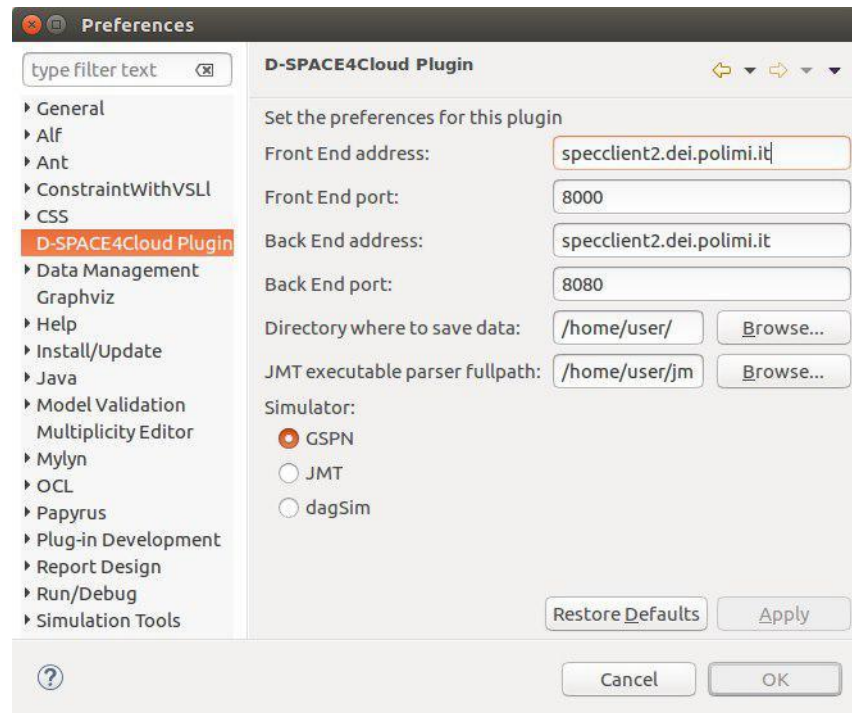 Preferences
type filter text
General
Alf
Ant
ConstraintWithVSLl
CSS
D-SPACE4Cloud Plugin
Data Management
Graphviz
Help
Install/Update
Java
Model Validation
Multiplicity Editor
Mylyn
OCL
Papyrus
Plug-in Development
Report Design
Run/Debug
Simulation Tools
D-SPACE4Cloud Plugin
Set the preferences for this plugin
Front End address: specclient2.dei.polimi.it
Front End port: 8000
Back End address: specclient2.dei.polimi.it
Back End port: 8080
Directory where to save data: /home/user/ Browse...
JMT executable parser fullpath: /home/user/jm Browse...
Simulator:
GSPN
JMT
dagSim
Restore Defaults Apply
? Cancel OK